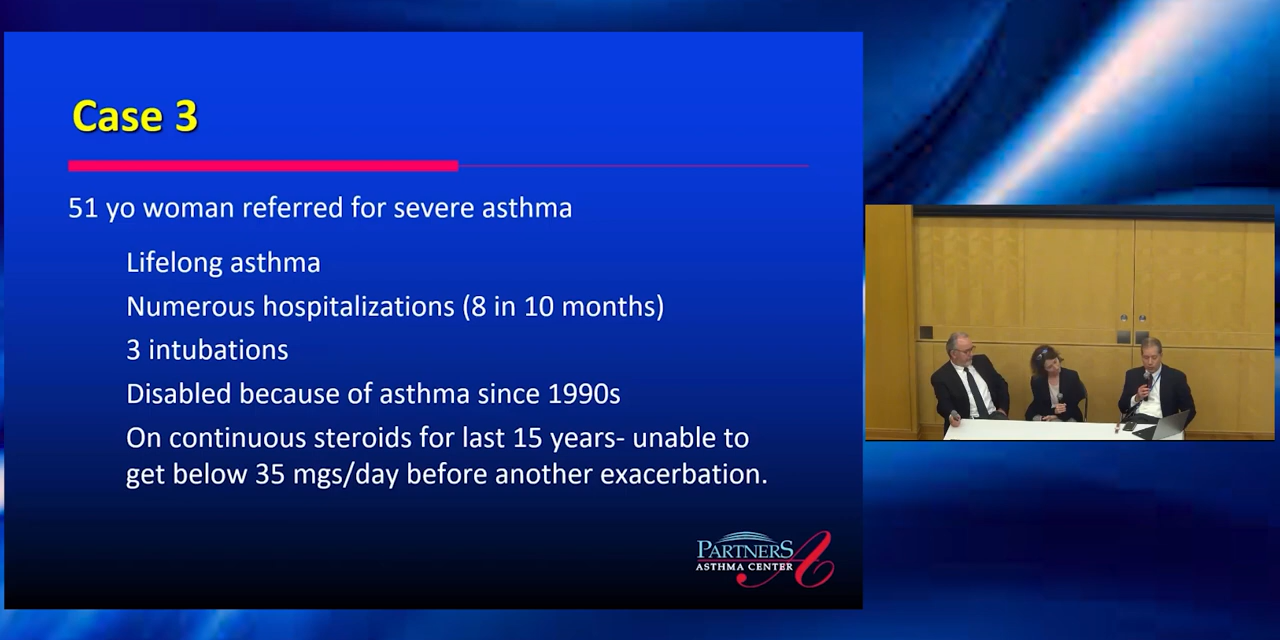 Case 3
51 yo woman referred for severe asthma
Lifelong asthma
Numerous hospitalizations (8 in 10 months)
3 intubations
Disabled because of asthma since 1990s
On continuous steroids for last 15 years- unable to
get below 35 mgs/day before another exacerbation.
PARTNERS
ASTHMA CENTER